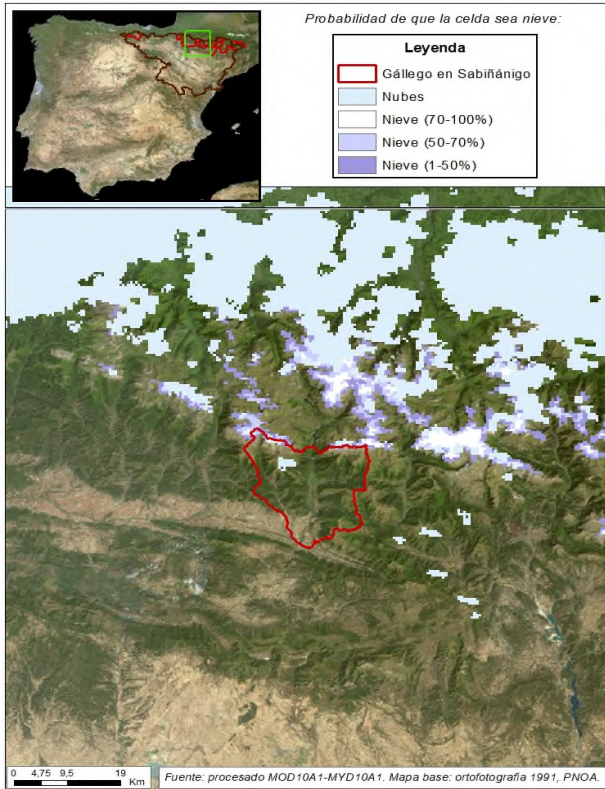 Probabilidad de que la celda sea nieve:
Leyenda
Gállego en Sabiñánigo
Nubes
Nieve (70-100%)
Nieve (50-70%)
Nieve (1-50%)
0 4,75 9,5 19
Km
Fuente: procesado MOD10A1-MYD10A1. Mapa base: ortofotografía 1991, PNOA.